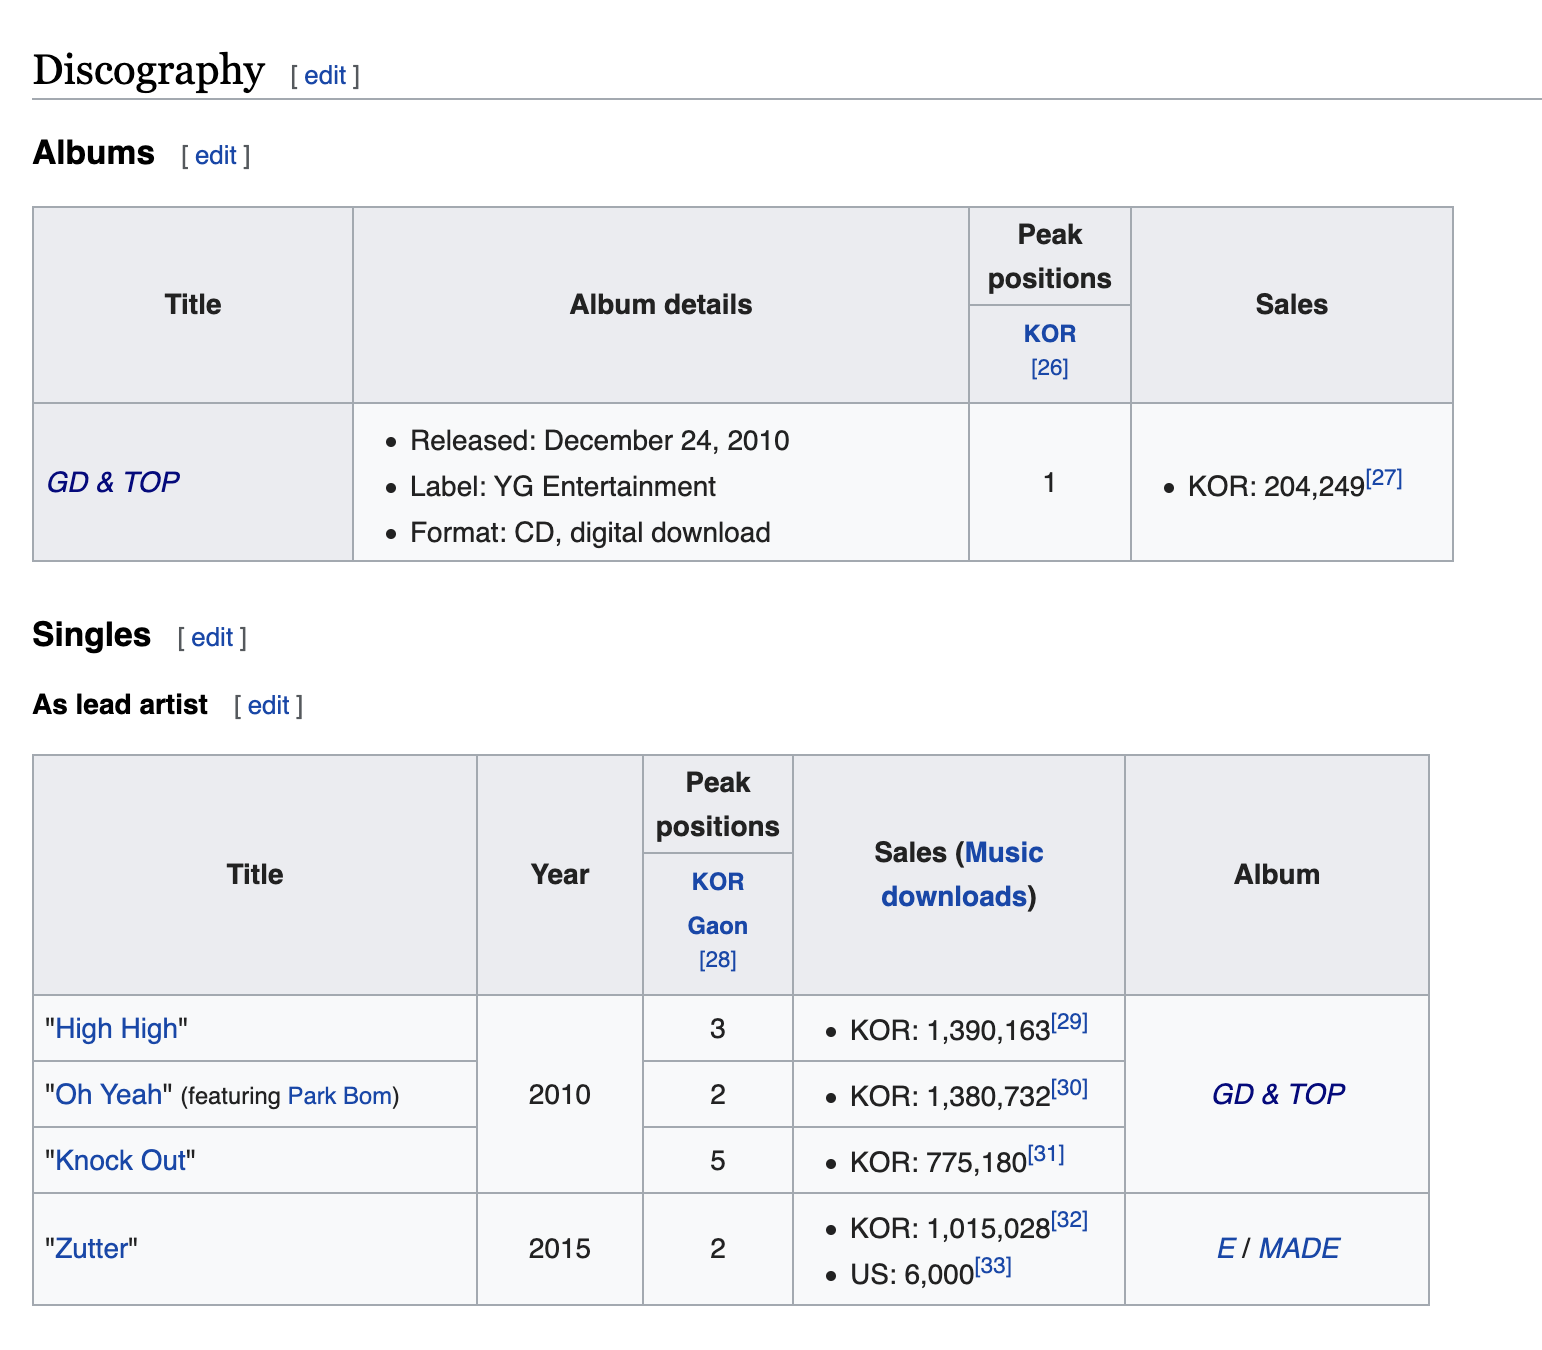 Discography [ edit ]
Albums [ edit ]
Title
Album details
Peak
positions
KOR
[26]
Sales
GD & TOP
• Released: December 24, 2010
• Label: YG Entertainment
• Format: CD, digital download
1
• KOR: 204,249[27]
Singles [ edit ]
As lead artist [ edit ]
Title
Year
Peak
positions
KOR
Gaon
[28]
Sales (Music
downloads)
Album
"High High"
2010
3
• KOR: 1,390,163[29]
GD & TOP
"Oh Yeah" (featuring Park Bom)
2
• KOR: 1,380,732[30]
"Knock Out"
5
• KOR: 775,180[31]
"Zutter"
2015
2
• KOR: 1,015,028[32]
• US: 6,000[33]
E / MADE